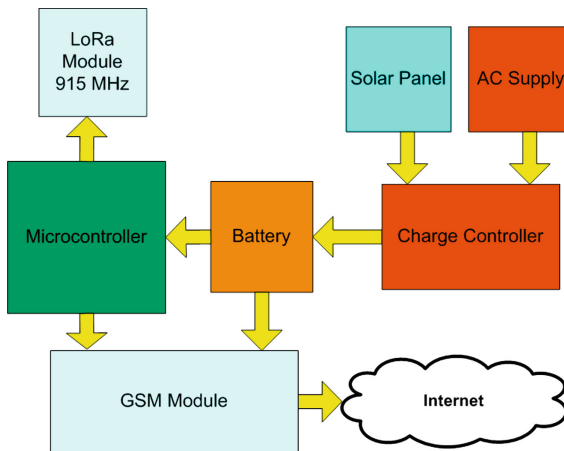 LoRa
Module
915 MHz
Solar Panel
AC Supply
Microcontroller
Battery
Charge Controller
GSM Module
Internet